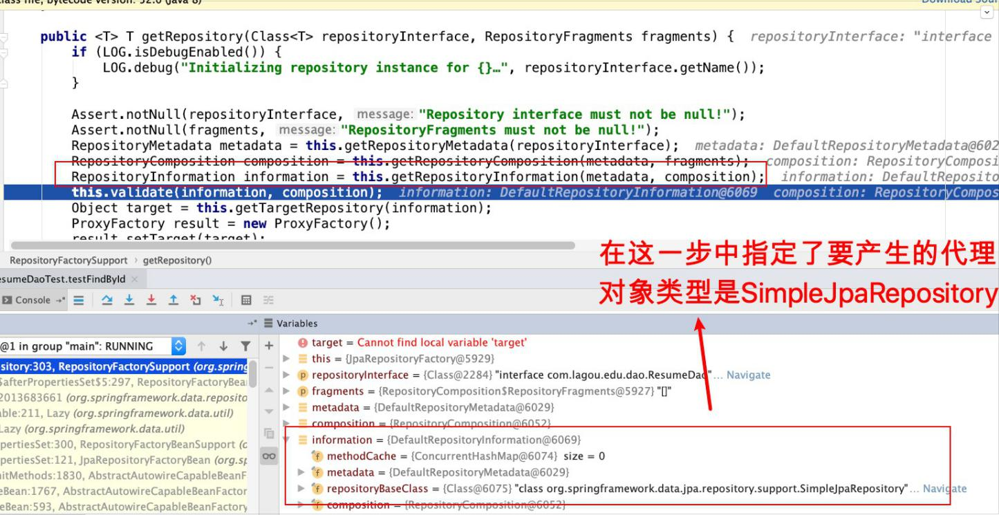 class file, bytecode version: 52.0 (Java 8)
public <T> T getRepository(Class<T> repositoryInterface, RepositoryFragments fragments) { repositoryInterface: "interface
if (LOG.isDebugEnabled()) {
LOG.debug("Initializing repository instance for {}…", repositoryInterface.getName());
}
Assert.notNull(repositoryInterface, message: "Repository interface must not be null!");
Assert.notNull(fragments, message: "RepositoryFragments must not be null!");
RepositoryMetadata metadata = this.getRepositoryMetadata(repositoryInterface); metadata: DefaultRepositoryMetadata@602
RepositoryComposition composition = this.getRepositoryComposition(metadata, fragments); composition: RepositoryComposi
RepositoryInformation information = this.getRepositoryInformation(metadata, composition); information: DefaultReposito
this.validate(information, composition); information: DefaultRepositoryInformation@6069 composition: RepositoryCompos
Object target = this.getTargetRepository(information);
ProxyFactory result = new ProxyFactory();
result.setTarget(target);
在这一步中指定了要产生的代理
对象类型是SimpleJpaRepository
RepositoryFactorySupport › getRepository()
esumeDaoTest.testFindById ×
Console
Variables
@1 in group "main": RUNNING
sitory:303, RepositoryFactorySupport (org.spring
$afterPropertiesSet$5:297, RepositoryFactoryBea
2013683661 (org.springframework.data.reposito
able:211, Lazy (org.springframework.data.util)
Lazy (org.springframework.data.util)
pertiesSet:300, RepositoryFactoryBeanSupport (o
pertiesSet:121, JpaRepositoryFactoryBean (org.sp
nitMethods:1830, AbstractAutowireCapableBeanF
eBean:1767, AbstractAutowireCapableBeanFactor
eBean:593, AbstractAutowireCapableBeanFactory
target = Cannot find local variable 'target'
this = {JpaRepositoryFactory@5929}
repositoryInterface = {Class@2284} "interface com.lagou.edu.dao.ResumeDao"... Navigate
fragments = {RepositoryComposition$RepositoryFragments@5927} "[]"
metadata = {DefaultRepositoryMetadata@6029}
composition = {RepositoryComposition@6052}
information = {DefaultRepositoryInformation@6069}
methodCache = {ConcurrentHashMap@6074} size = 0
metadata = {DefaultRepositoryMetadata@6029}
repositoryBaseClass = {Class@6075} "class org.springframework.data.jpa.repository.support.SimpleJpaRepository"... Navigate
composition = {RepositoryComposition@6052}